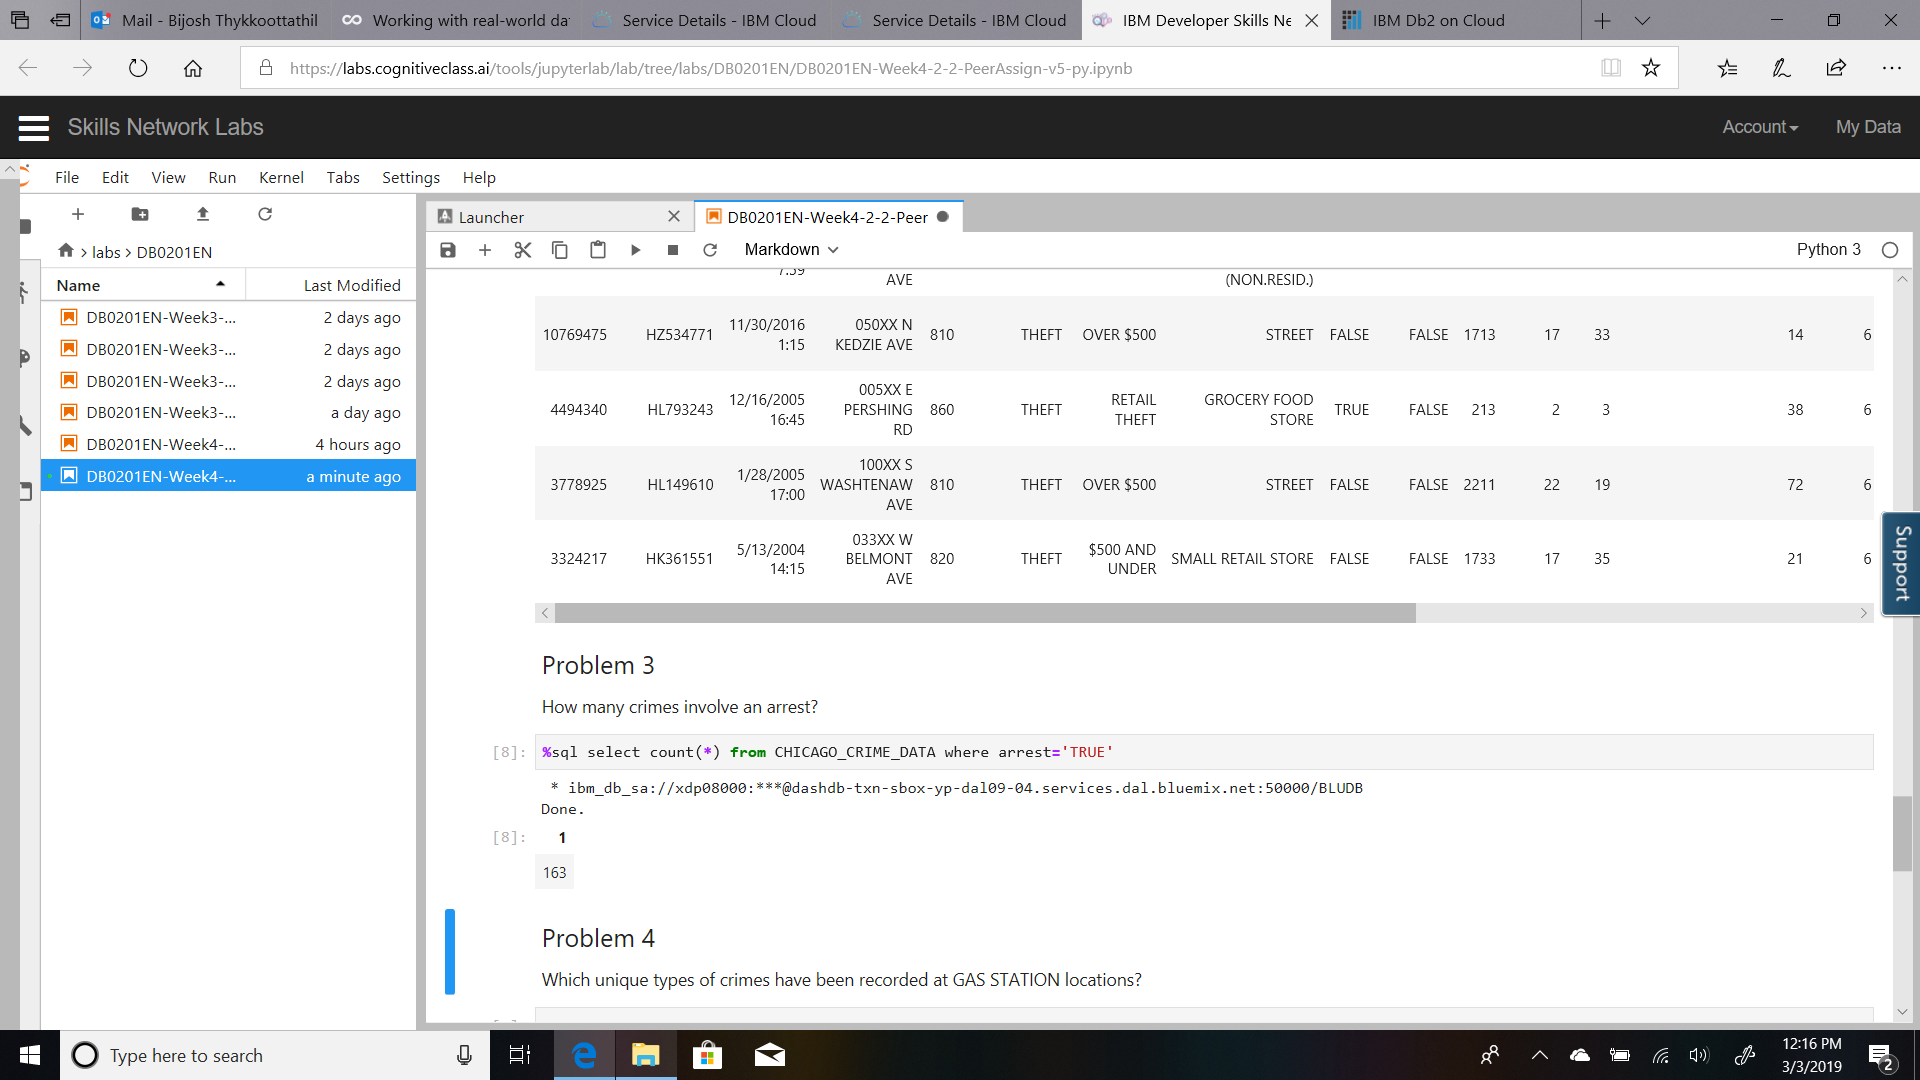 Mail - Bijosh Thykkoottathil
Working with real-world da
Service Details - IBM Cloud
Service Details - IBM Cloud
IBM Developer Skills Ne
IBM Db2 on Cloud
https://labs.cognitiveclass.ai/tools/jupyterlab/lab/tree/labs/DB0201EN/DB0201EN-Week4-2-2-PeerAssign-v5-py.ipynb
Skills Network Labs
Account
My Data
File Edit View Run Kernel Tabs Settings Help
labs > DB0201EN
Name Last Modified
DB0201EN-Week3-... 2 days ago
DB0201EN-Week3-... 2 days ago
DB0201EN-Week3-... 2 days ago
DB0201EN-Week3-... a day ago
DB0201EN-Week4-... 4 hours ago
DB0201EN-Week4-... a minute ago
Launcher
DB0201EN-Week4-2-2-Peer
Markdown
Python 3
7:59
AVE (NON.RESID.)
10769475 HZ534771 11/30/2016 1:15 050XX N KEDZIE AVE 810 THEFT OVER $500 STREET FALSE FALSE 1713 17 33 14 6
4494340 HL793243 12/16/2005 16:45 005XX E PERSHING RD 860 THEFT RETAIL THEFT GROCERY FOOD STORE TRUE FALSE 213 2 3 38 6
3778925 HL149610 1/28/2005 17:00 100XX S WASHTENAW AVE 810 THEFT OVER $500 STREET FALSE FALSE 2211 22 19 72 6
3324217 HK361551 5/13/2004 14:15 033XX W BELMONT AVE 820 THEFT $500 AND UNDER SMALL RETAIL STORE FALSE FALSE 1733 17 35 21 6
Support
Problem 3
How many crimes involve an arrest?
[8]: %sql select count(*) from CHICAGO_CRIME_DATA where arrest='TRUE'
* ibm_db_sa://xdp08000:***@dashdb-txn-sbox-yp-dal09-04.services.dal.bluemix.net:50000/BLUDB
Done.
[8]: 1
163
Problem 4
Which unique types of crimes have been recorded at GAS STATION locations?
Type here to search
12:16 PM
3/3/2019
2